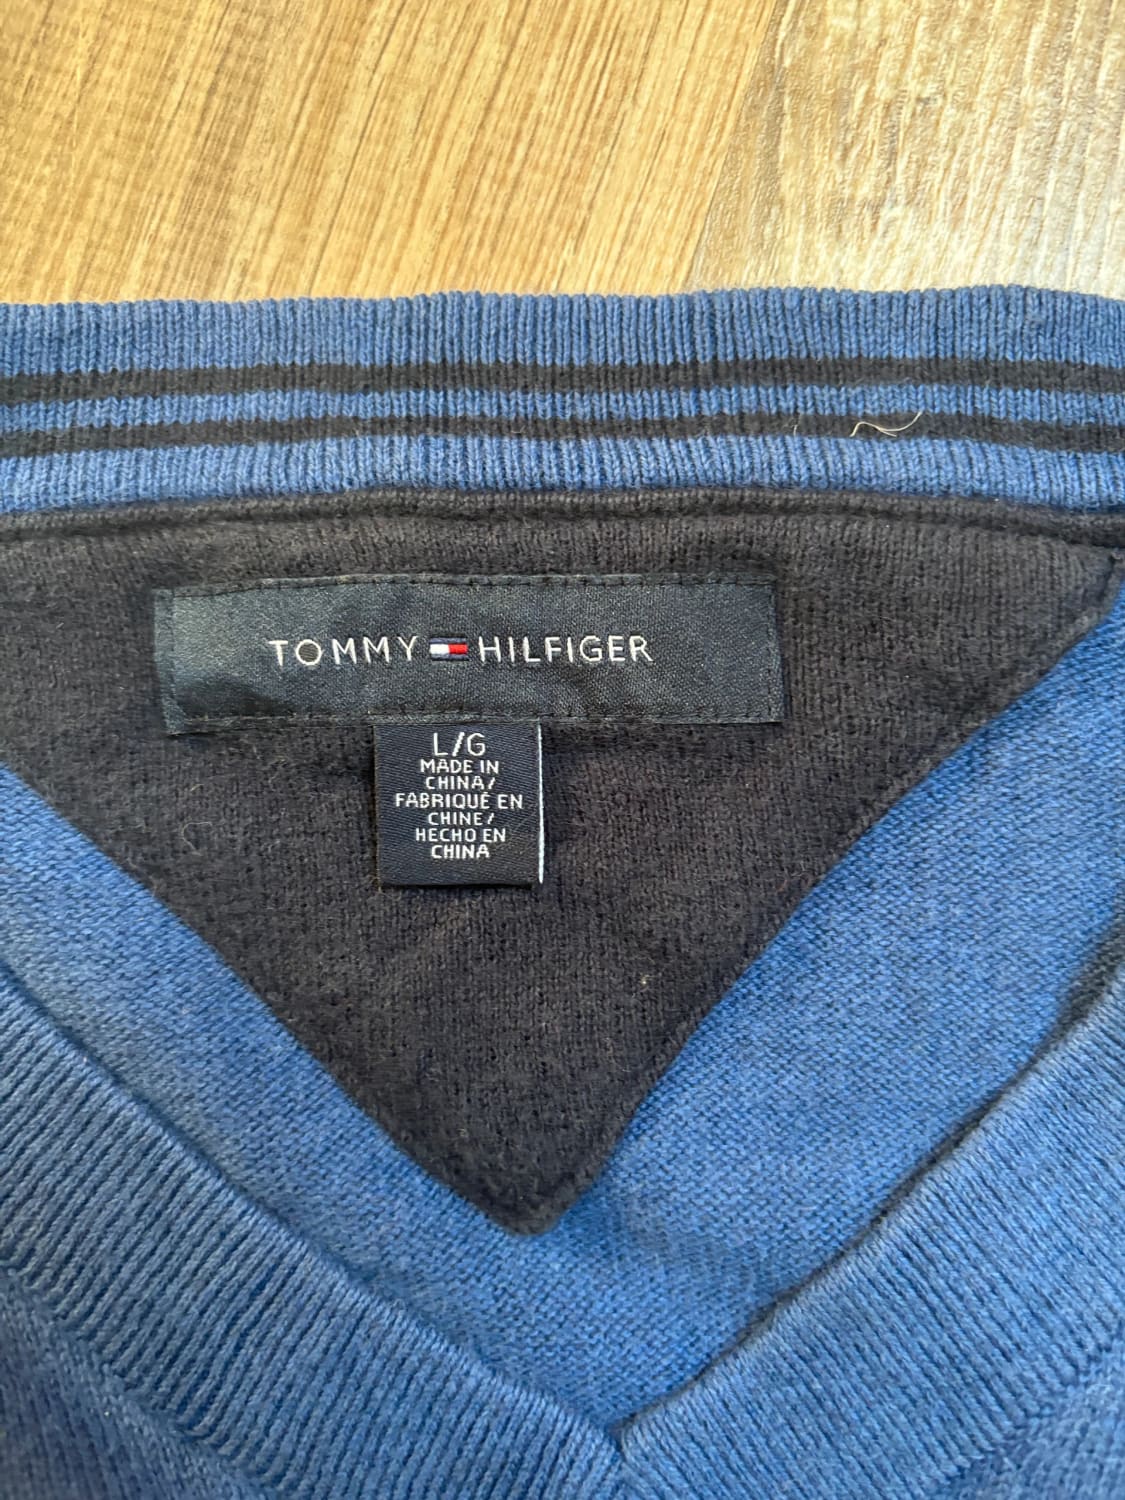 TOMMY HILFIGER
L/G
MADE IN
CHINA/
FABRIQUÉ EN
CHINE/
HECHO EN
CHINA